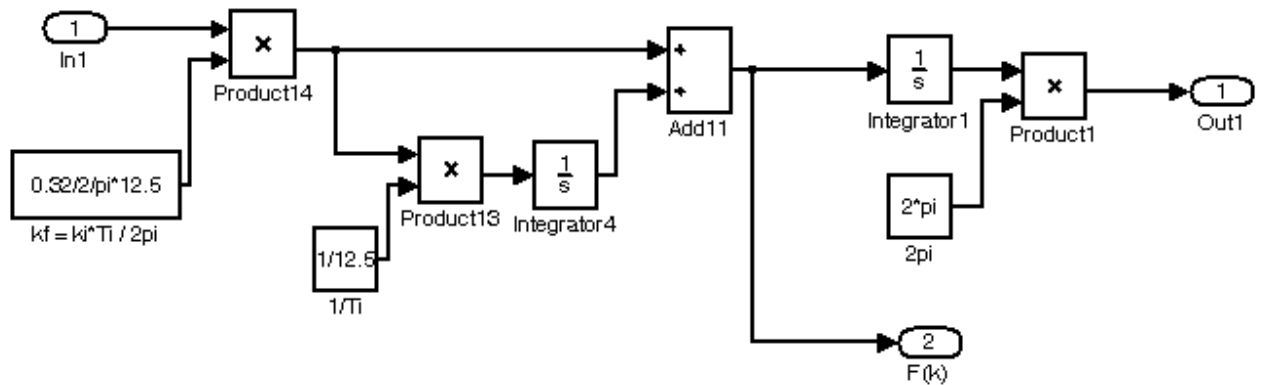 1
In1
×
Product14
0.32/2/pi*12.5
kf = ki*Ti / 2pi
×
Product13
1/12.5
1/Ti
1
s
Integrator4
+
+
Add11
1
s
Integrator1
×
Product1
2*pi
2pi
1
Out1
2
F(k)